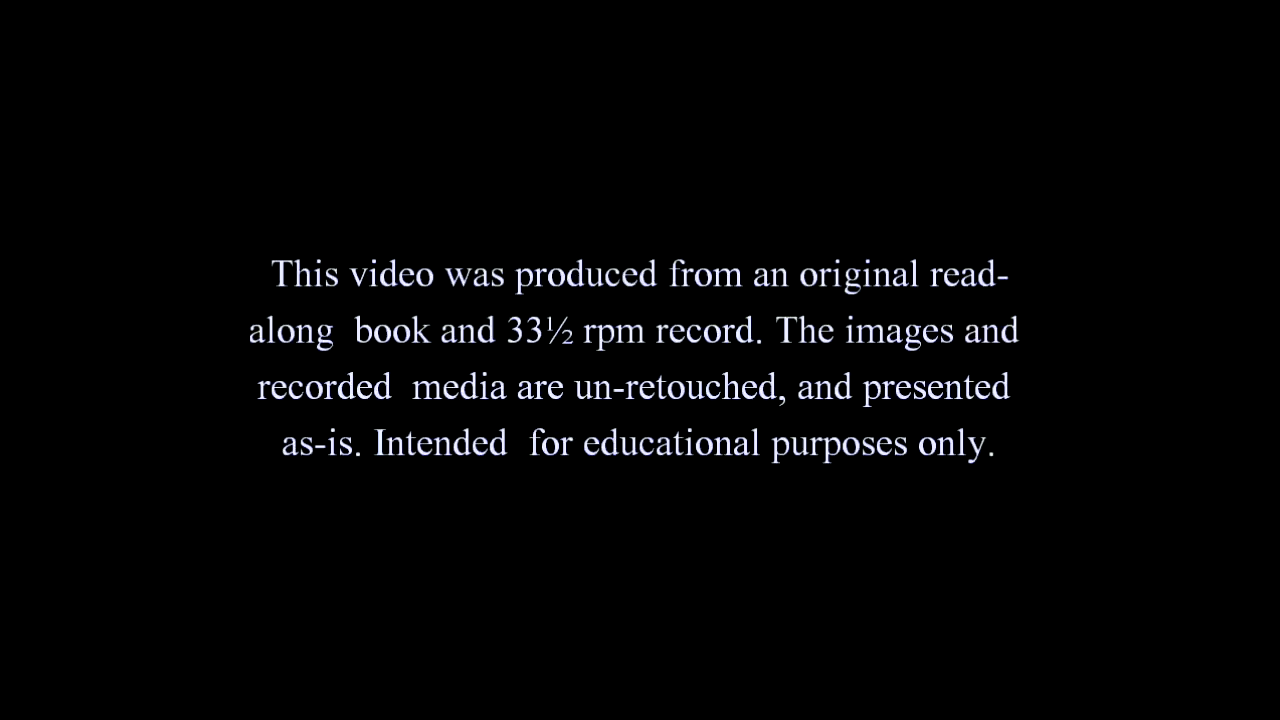 This video was produced from an original read-
along  book and 33½ rpm record. The images and
recorded  media are un-retouched, and presented
as-is. Intended  for educational purposes only.